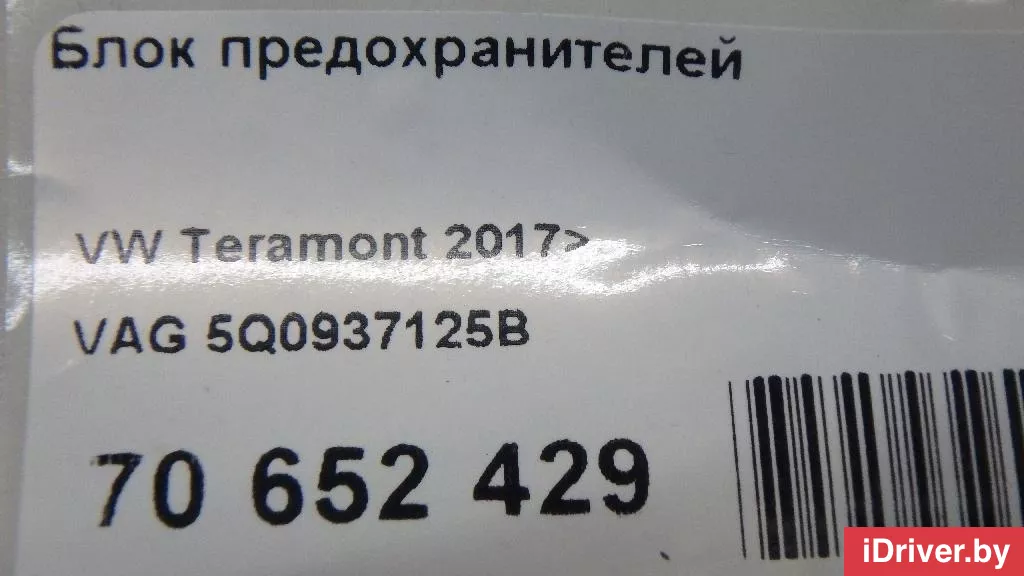 Блок предохранителей
VW Teramont 2017>
VAG 5Q0937125B
70 652 429
iDriver.by